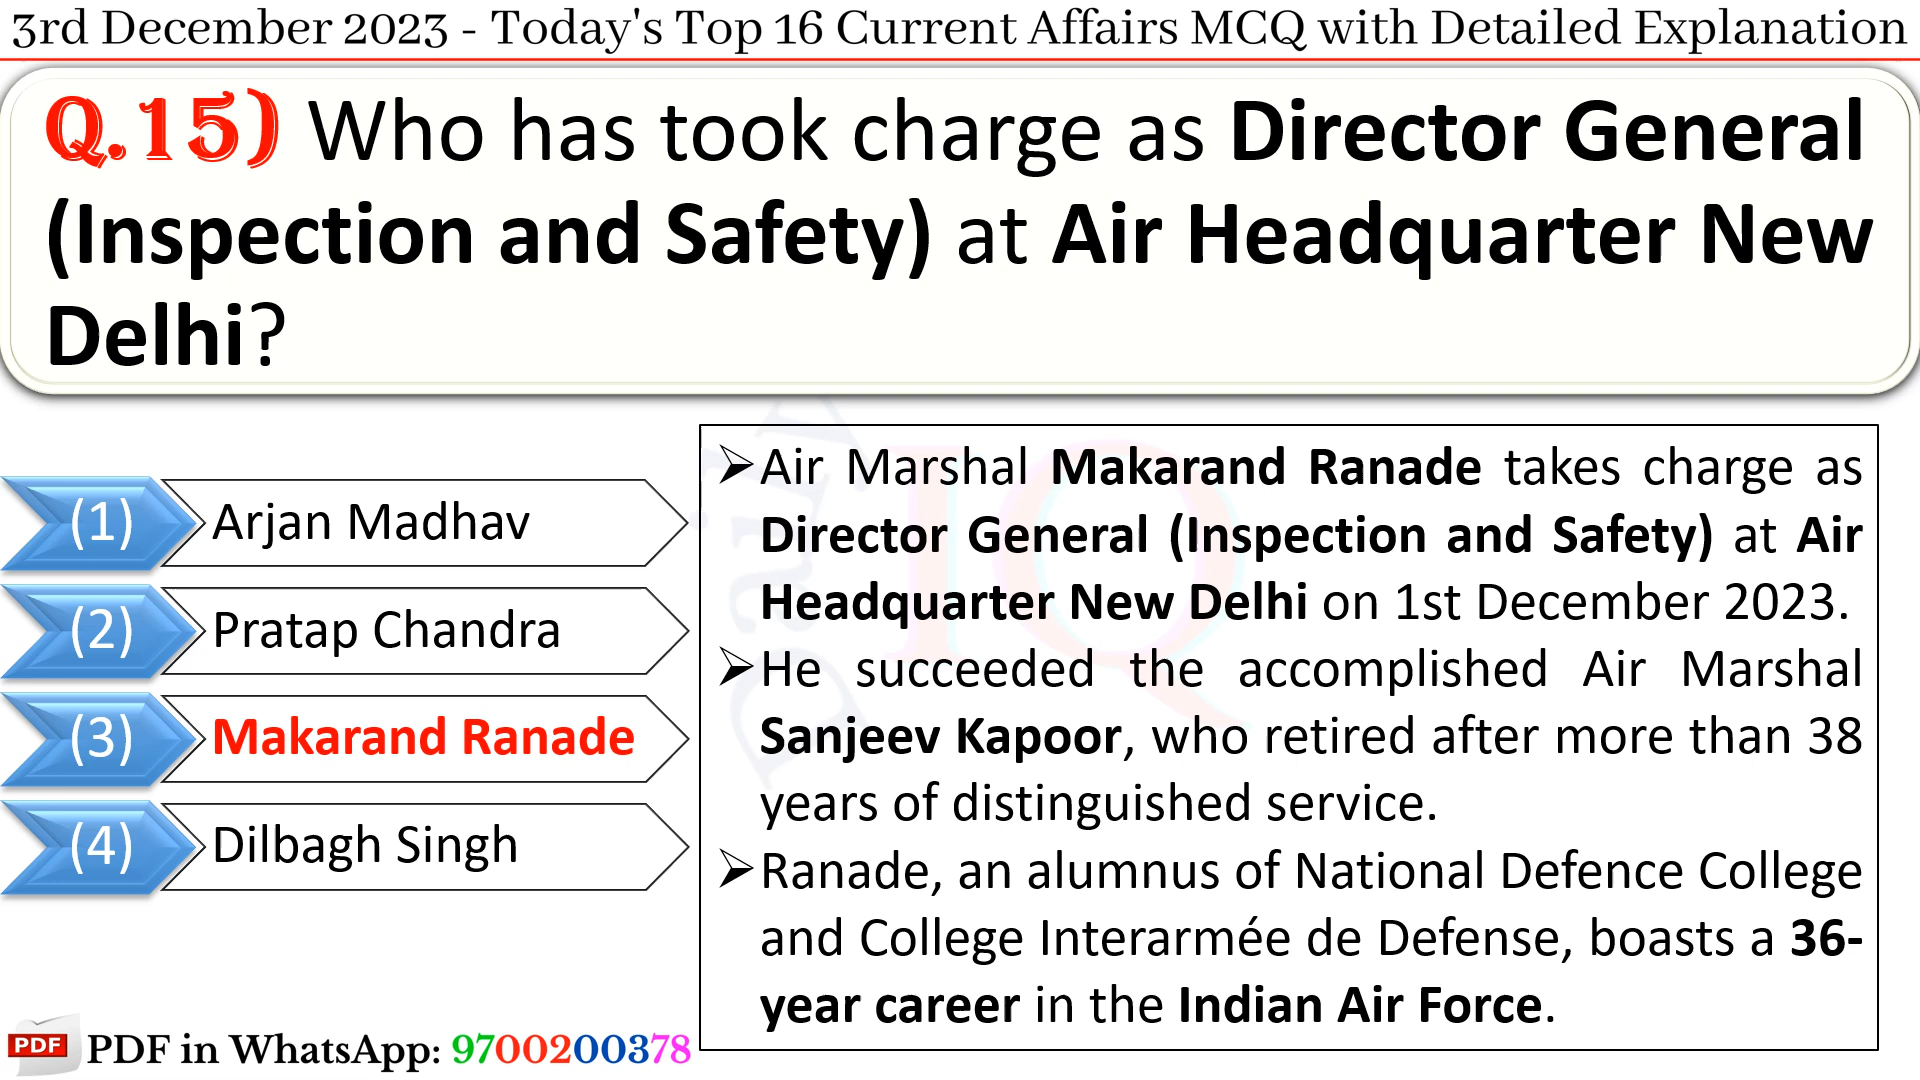 3rd December 2023 - Today's Top 16 Current Affairs MCQ with Detailed Explanation
Q.15) Who has took charge as Director General
(Inspection and Safety) at Air Headquarter New
Delhi?
(1) Arjan Madhav
(2) Pratap Chandra
(3) Makarand Ranade
(4) Dilbagh Singh
➢Air Marshal Makarand Ranade takes charge as
Director General (Inspection and Safety) at Air
Headquarter New Delhi on 1st December 2023.
➢He succeeded the accomplished Air Marshal
Sanjeev Kapoor, who retired after more than 38
years of distinguished service.
➢Ranade, an alumnus of National Defence College
and College Interarmée de Defense, boasts a 36-
year career in the Indian Air Force.
Daily
IQ
PDF PDF in WhatsApp: 9700200378